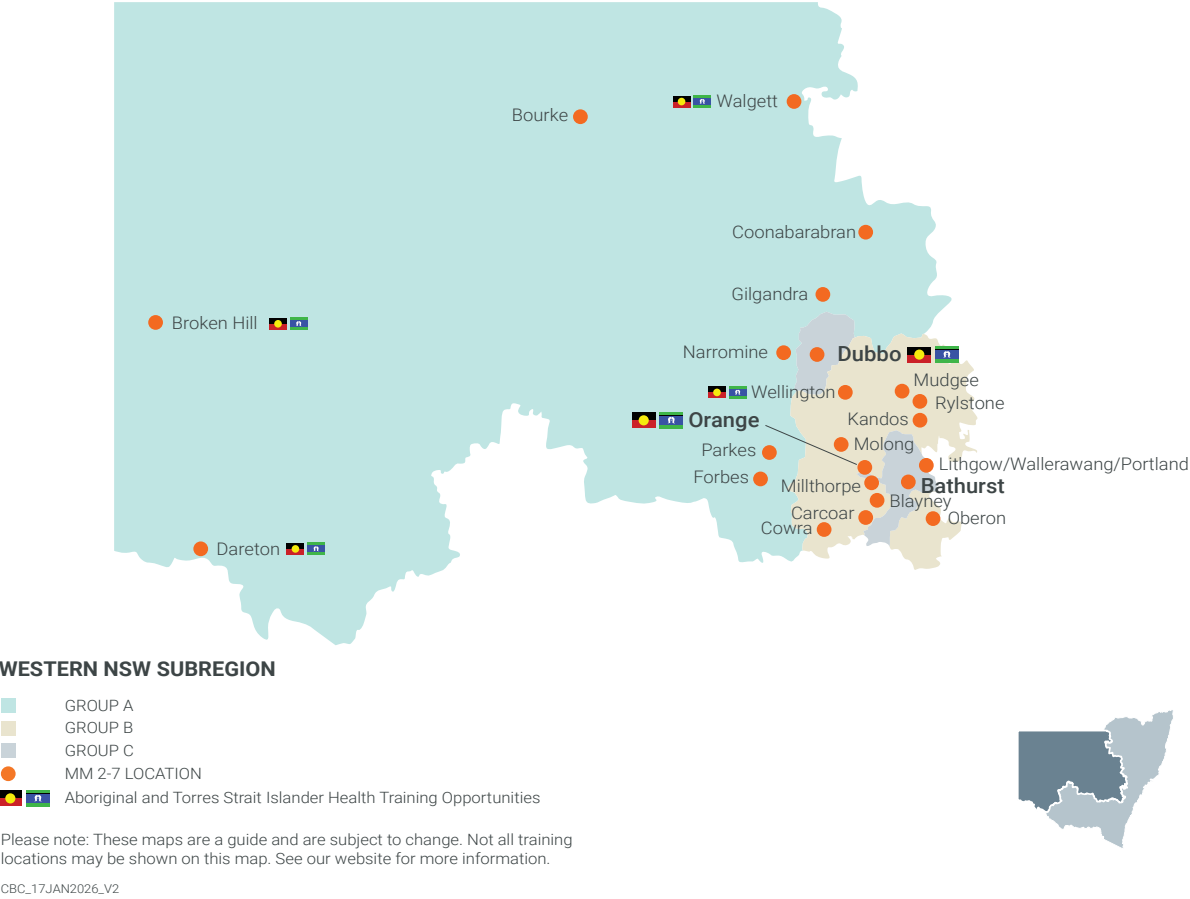 Walgett
Bourke
Coonabarabran
Gilgandra
Broken Hill
Narromine
Dubbo
Mudgee
Wellington
Rylstone
Orange
Kandos
Molong
Parkes
Lithgow/Wallerawang/Portland
Forbes
Millthorpe
Bathurst
Blayney
Carcoar
Cowra
Oberon
Dareton
WESTERN NSW SUBREGION
GROUP A
GROUP B
GROUP C
MM 2-7 LOCATION
Aboriginal and Torres Strait Islander Health Training Opportunities
Please note: These maps are a guide and are subject to change. Not all training
locations may be shown on this map. See our website for more information.
CBC_17JAN2026_V2